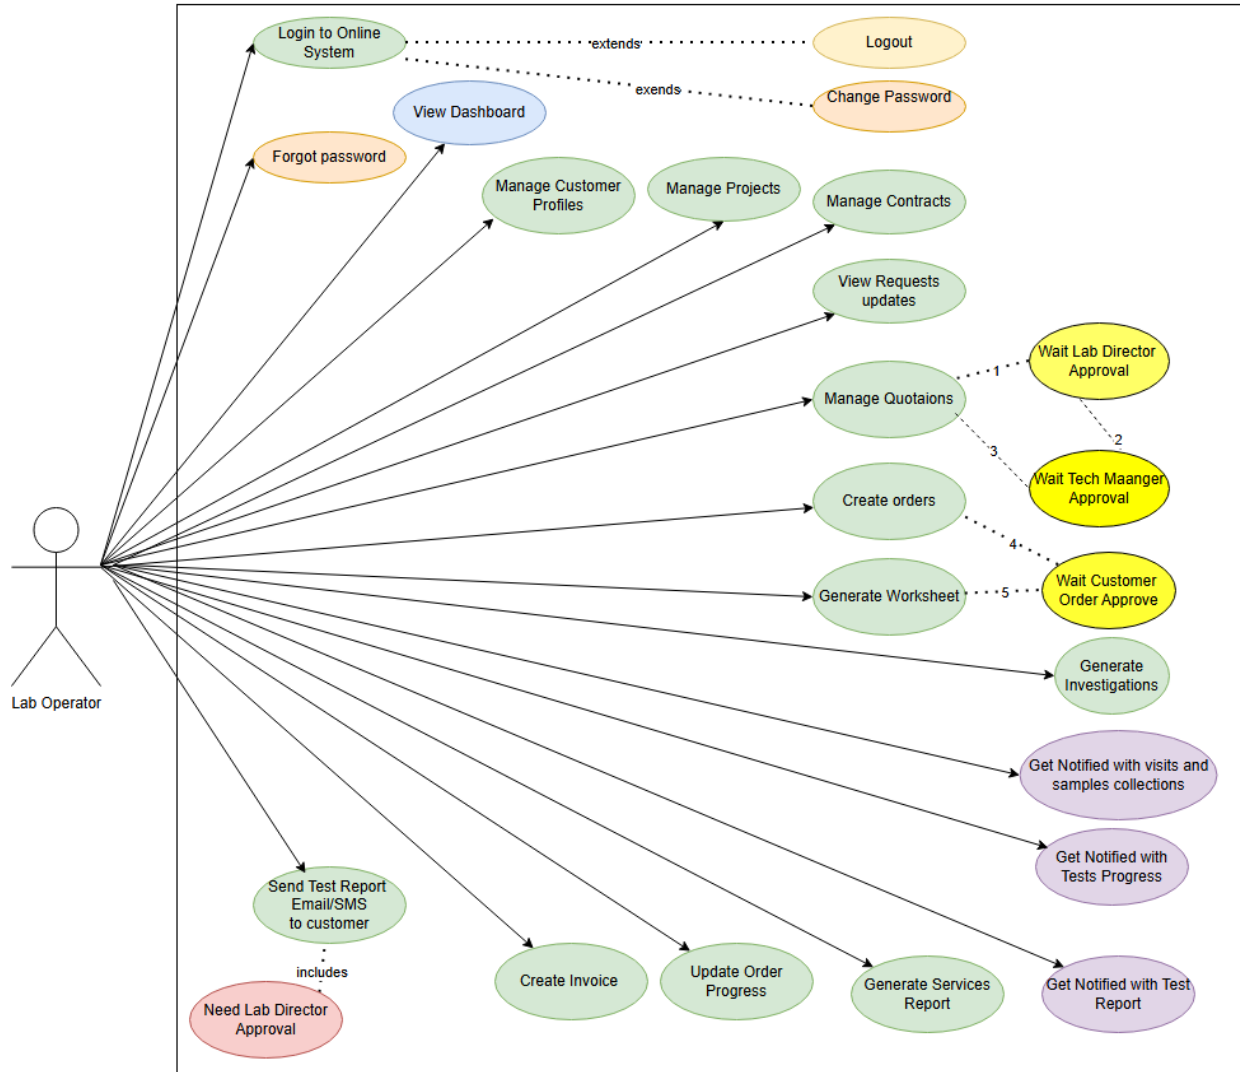 Login to Online
System
extends
Logout
exends
Change Password
View Dashboard
Forgot password
Manage Customer
Profiles
Manage Projects
Manage Contracts
View Requests
updates
Manage Quotaions
1
Wait Lab Director
Approval
2
3
Wait Tech Maanger
Approval
Create orders
4
Wait Customer
Order Approve
Generate Worksheet
5
Generate
Investigations
Lab Operator
Get Notified with visits and
samples collections
Get Notified with
Tests Progress
Send Test Report
Email/SMS
to customer
includes
Need Lab Director
Approval
Create Invoice
Update Order
Progress
Generate Services
Report
Get Notified with Test
Report